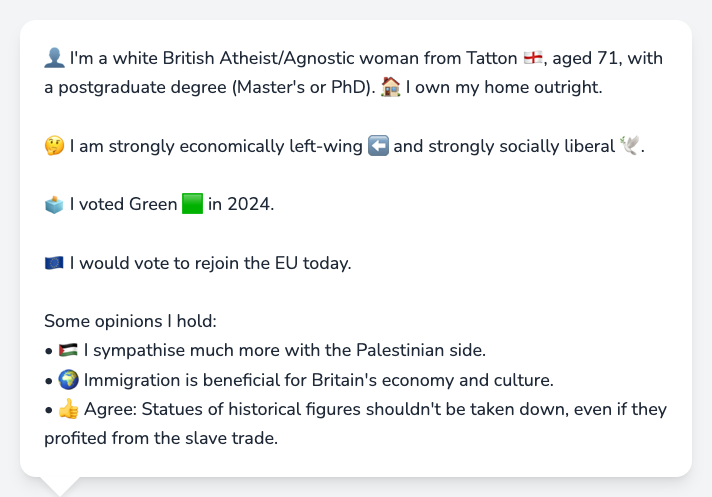 👤 I'm a white British Atheist/Agnostic woman from Tatton 🏴󠁧󠁢󠁥󠁮󠁧󠁿, aged 71, with
a postgraduate degree (Master's or PhD). 🏠 I own my home outright.
🤔 I am strongly economically left-wing ⬅️ and strongly socially liberal 🕊️.
🗳️ I voted Green 🟩 in 2024.
🇪🇺 I would vote to rejoin the EU today.
Some opinions I hold:
• 🇵🇸 I sympathise much more with the Palestinian side.
• 🌍 Immigration is beneficial for Britain's economy and culture.
• 👍 Agree: Statues of historical figures shouldn't be taken down, even if they
profited from the slave trade.